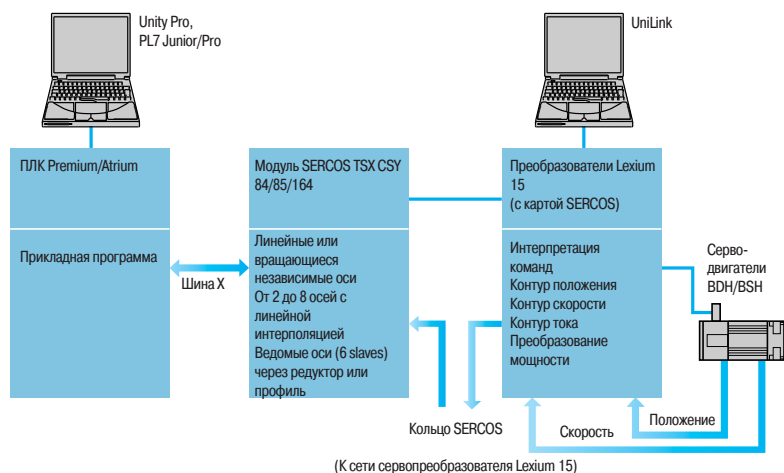 Unity Pro,
PL7 Junior/Pro
UniLink
ПЛК Premium/Atrium
Модуль SERCOS TSX CSY
84/85/164
Преобразователи Lexium
15
(с картой SERCOS)
Прикладная программа
Шина X
Линейные или
вращающиеся
независимые оси
От 2 до 8 осей с
линейной
интерполяцией
Ведомые оси (6 slaves)
через редуктор или
профиль
Интерпретация
команд
Контур положения
Контур скорости
Контур тока
Преобразование
мощности
Серво-
двигатели
BDH/BSH
Кольцо SERCOS
Скорость
Положение
(К сети сервопреобразователя Lexium 15)